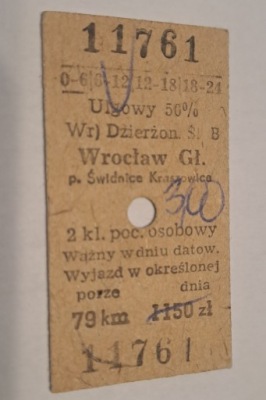 11761
0-6|6-12|12-18|18-24
Ulgowy 50%
Wr) Dzierżon. Śl. B
Wrocław Gł.
p. Świdnice Kraszowice
300
2 kl. poc. osobowy
Ważny w dniu datow.
Wyjazd w określonej
porze dnia
79 km 1150 zł
11761